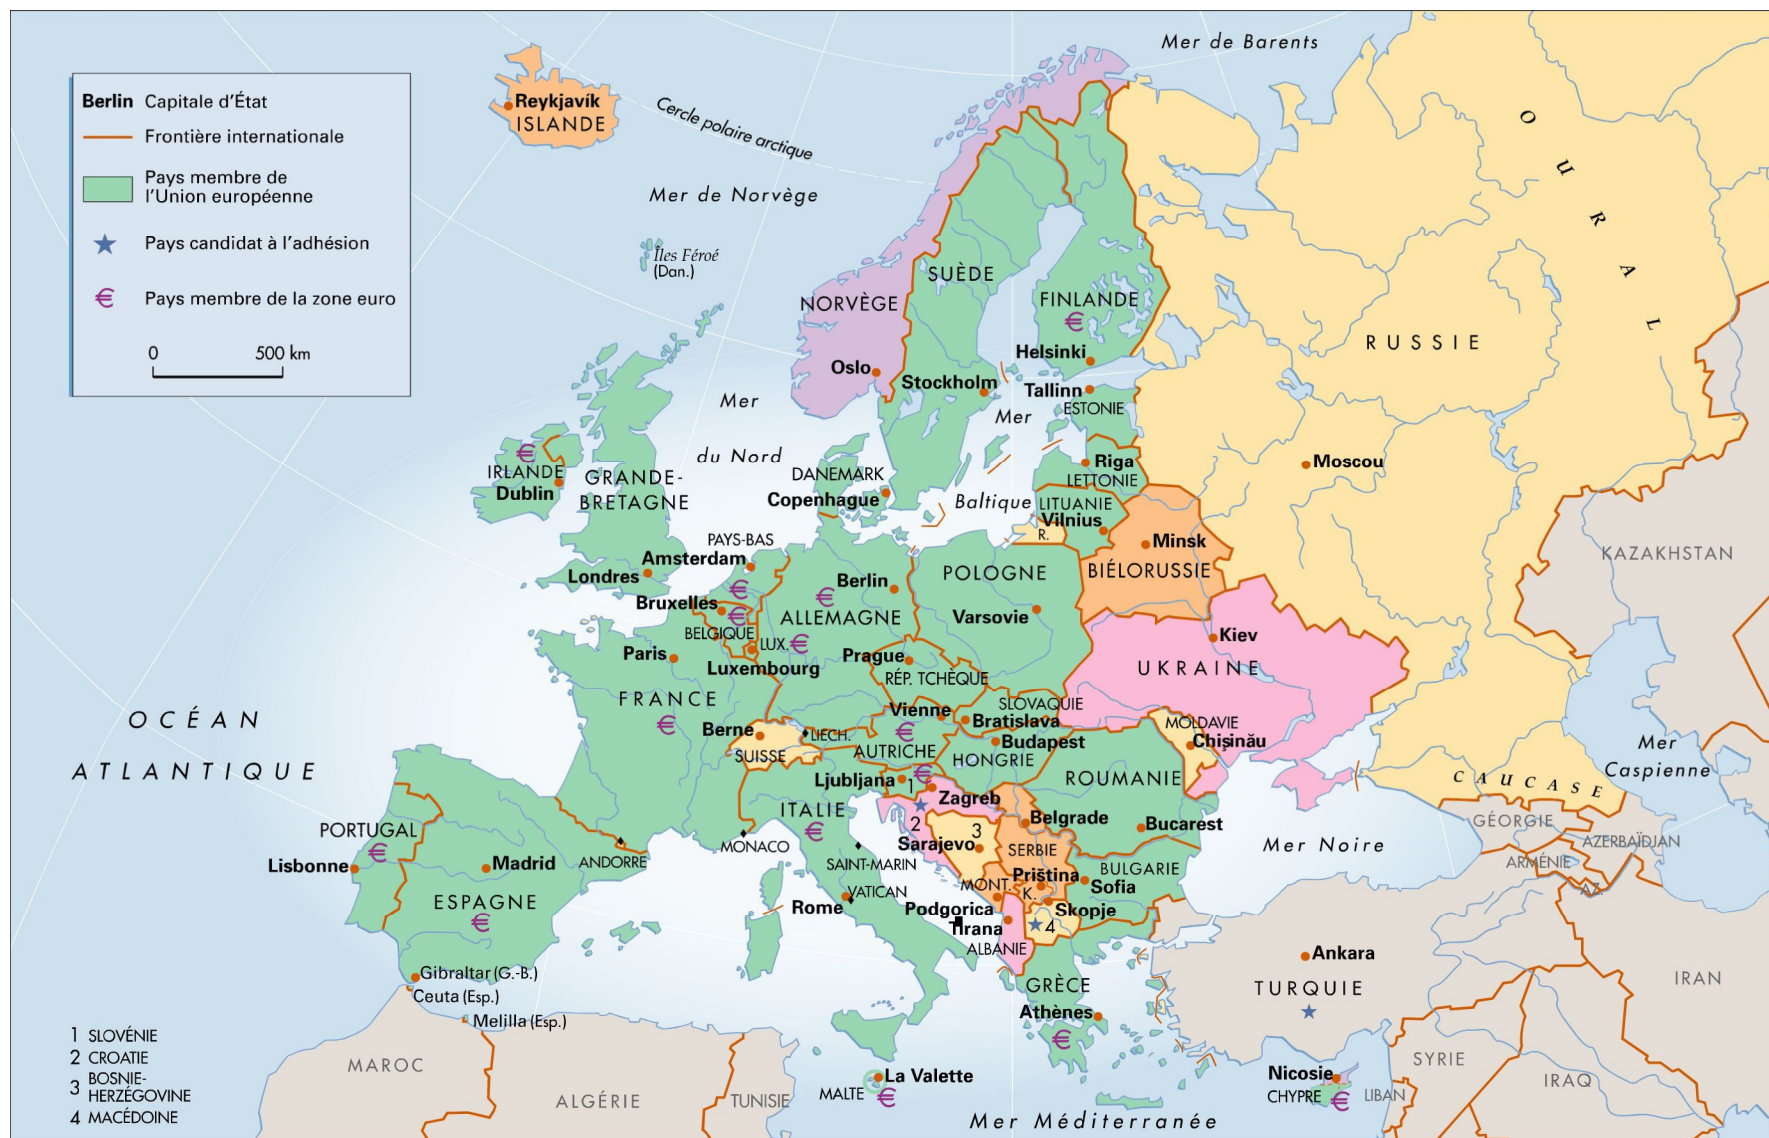 Berlin Capitale d'État
Frontière internationale
Pays membre de
l'Union européenne
Pays candidat à l'adhésion
€ Pays membre de la zone euro
0 500 km
Mer de Barents
Reykjavík
ISLANDE
Cercle polaire arctique
Mer de Norvège
Îles Féroé
(Dan.)
OURAL
SUÈDE
NORVÈGE
FINLANDE
€
RUSSIE
Helsinki
Oslo
Stockholm
Tallinn
ESTONIE
Mer
du Nord
Mer
Baltique
€
IRLANDE
Dublin
GRANDE-
BRETAGNE
DANEMARK
Copenhague
Riga
LETTONIE
Moscou
LITUANIE
Vilnius
R.
Minsk
BIÉLORUSSIE
KAZAKHSTAN
PAYS-BAS
Amsterdam
€
Londres
Berlin
€
ALLEMAGNE
POLOGNE
Varsovie
Bruxelles
€
BELGIQUE
LUX.
€
Luxembourg
Paris
FRANCE
€
Prague
RÉP. TCHÈQUE
Kiev
UKRAINE
SLOVAQUIE
Bratislava
Vienne
€
AUTRICHE
Berne
SUISSE
LIECH.
Budapest
HONGRIE
MOLDAVIE
Chişinău
ROUMANIE
OCÉAN
ATLANTIQUE
Mer
Caspienne
CAUCASE
Ljubljana
1
€
Zagreb
2
ITALIE
€
3
Sarajevo
Belgrade
SERBIE
Bucarest
Mer Noire
GÉORGIE
AZERBAÏDJAN
ARMÉNIE
AZ.
PORTUGAL
€
Lisbonne
Madrid
ESPAGNE
€
ANDORRE
MONACO
SAINT-MARIN
VATICAN
Rome
MONT.
Priština
K.
BULGARIE
Sofia
Podgorica
Skopje
4
Tirana
ALBANIE
Ankara
TURQUIE
IRAN
Gibraltar (G.-B.)
Ceuta (Esp.)
Melilla (Esp.)
GRÈCE
Athènes
€
1 SLOVÉNIE
2 CROATIE
3 BOSNIE-
HERZÉGOVINE
4 MACÉDOINE
MAROC
ALGÉRIE
TUNISIE
La Valette
MALTE
€
Nicosie
CHYPRE
€
LIBAN
SYRIE
IRAQ
Mer Méditerranée